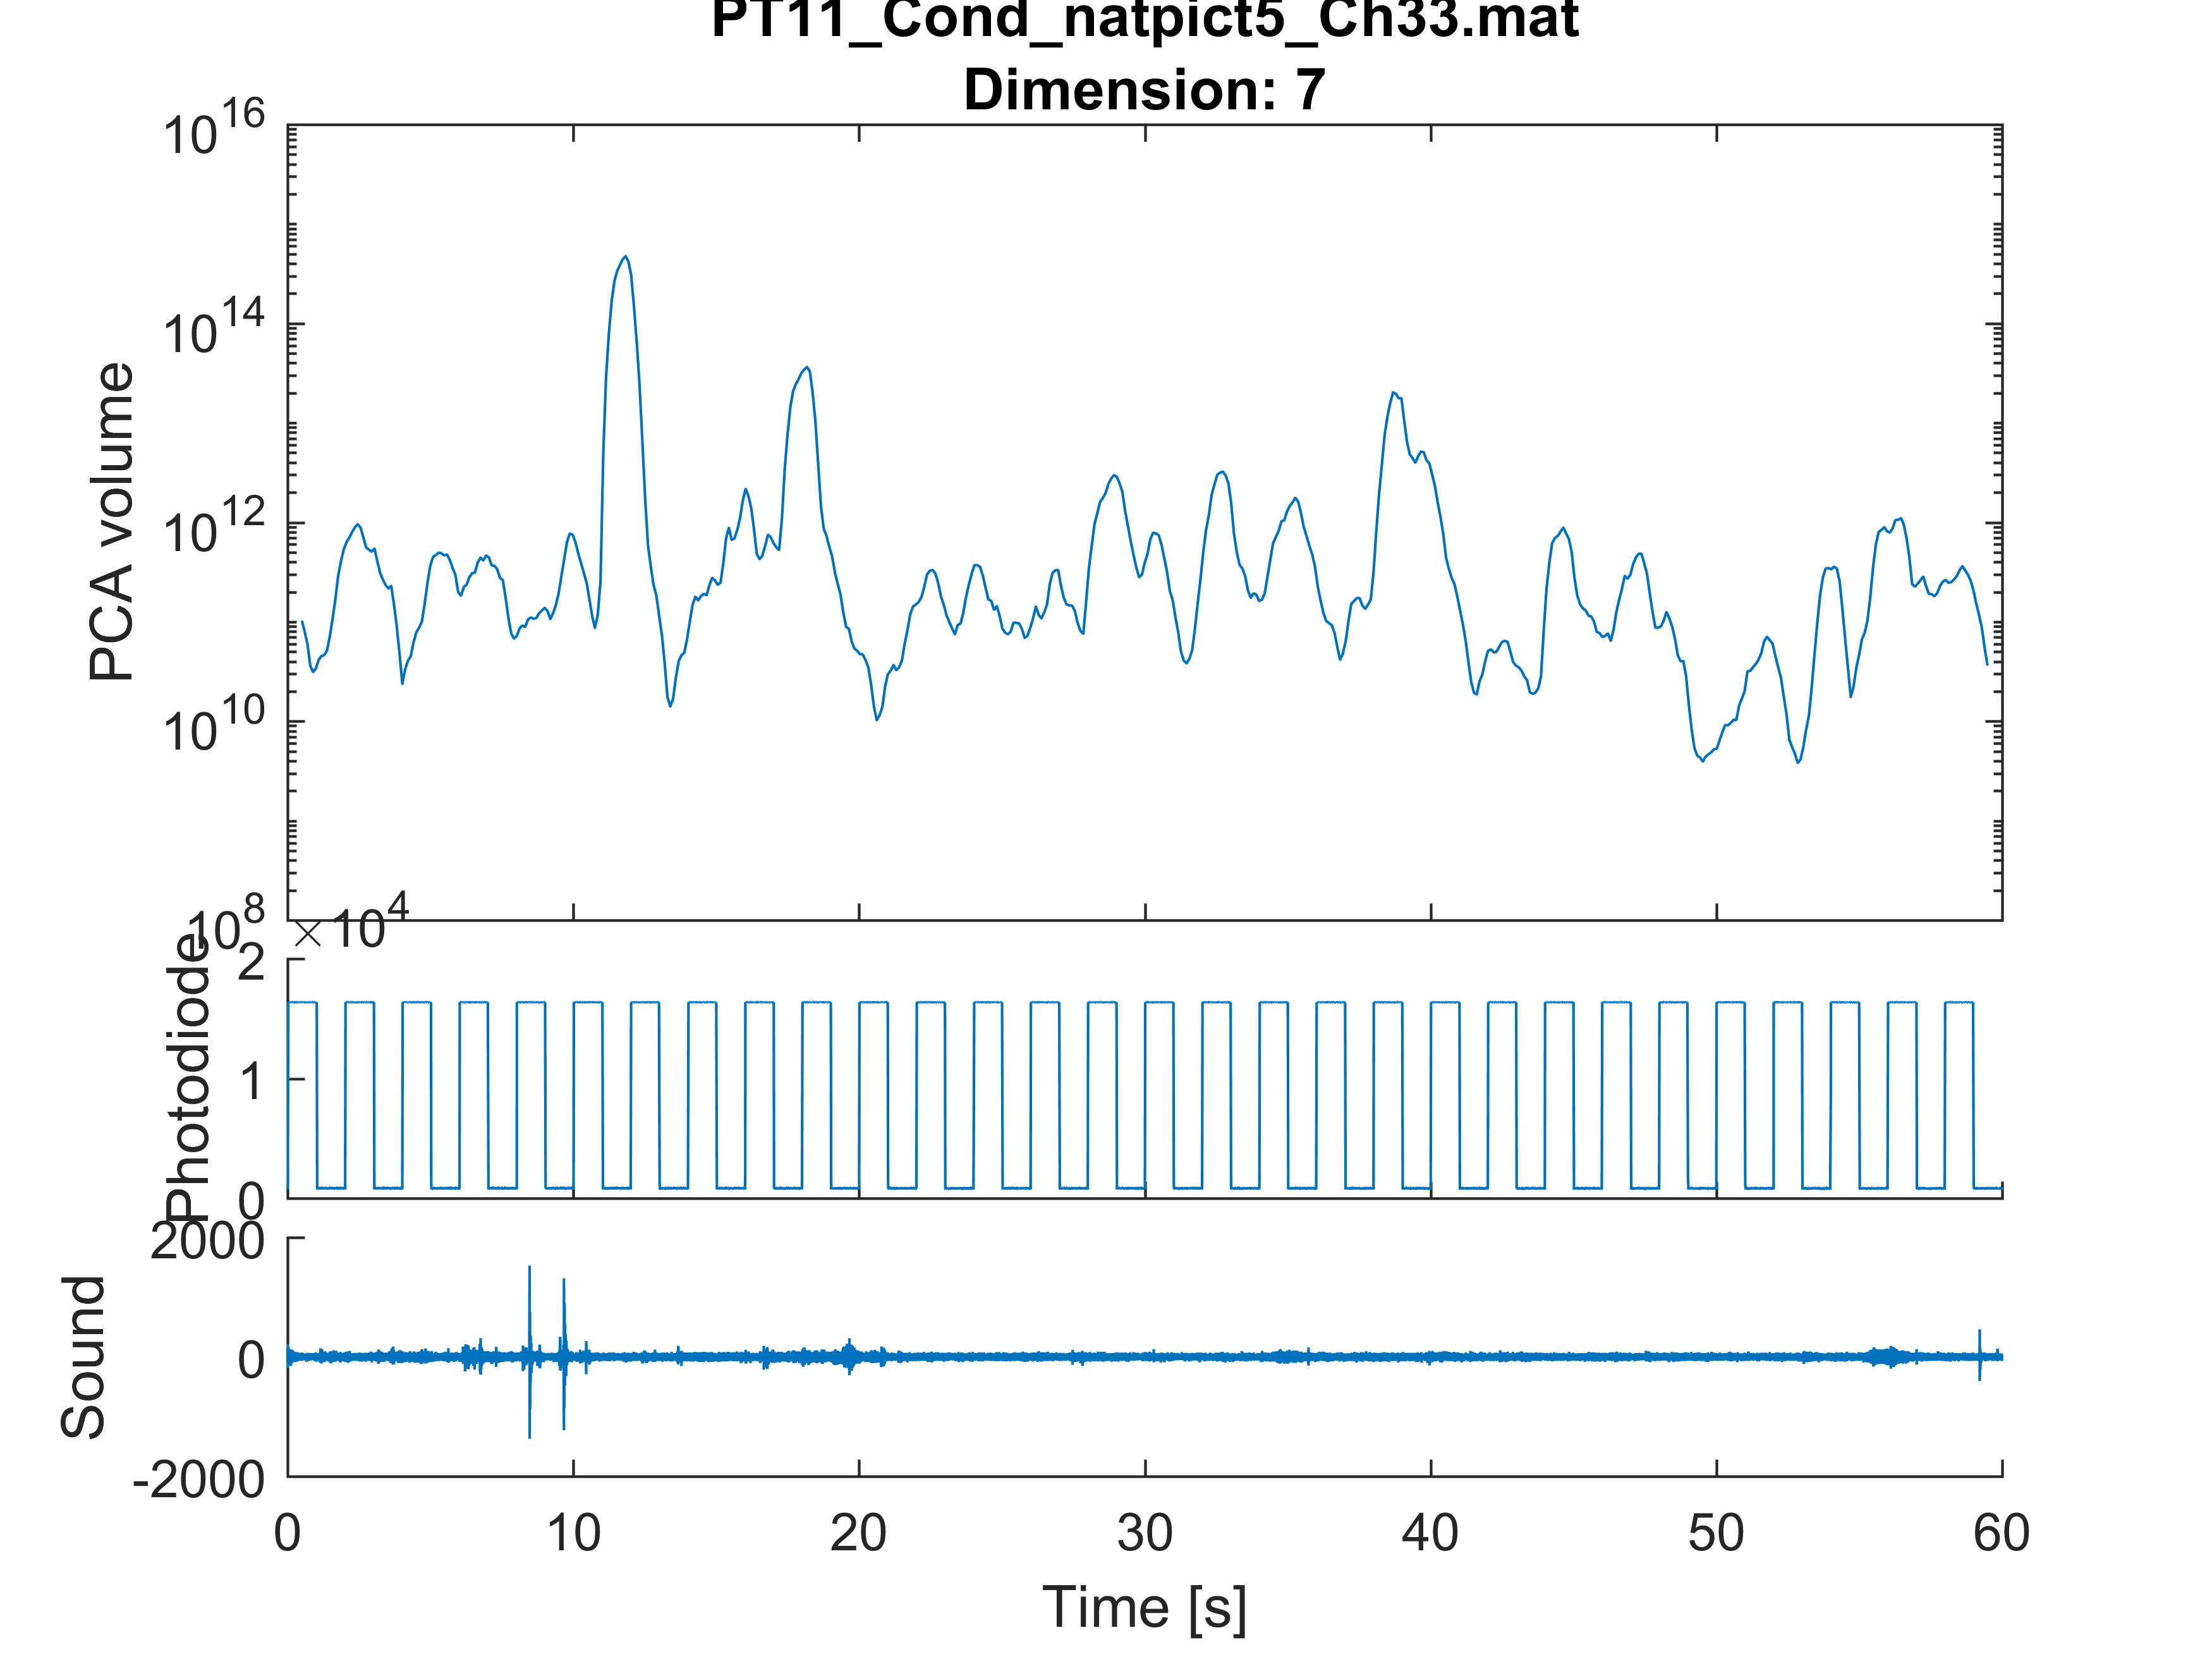 PT11_Cond_natpict5_Ch33.mat
Dimension: 7
10^16
10^14
10^12
10^10
10^8
PCA volume
× 10^4
2
1
0
Photodiode
2000
0
-2000
Sound
0 10 20 30 40 50 60
Time [s]